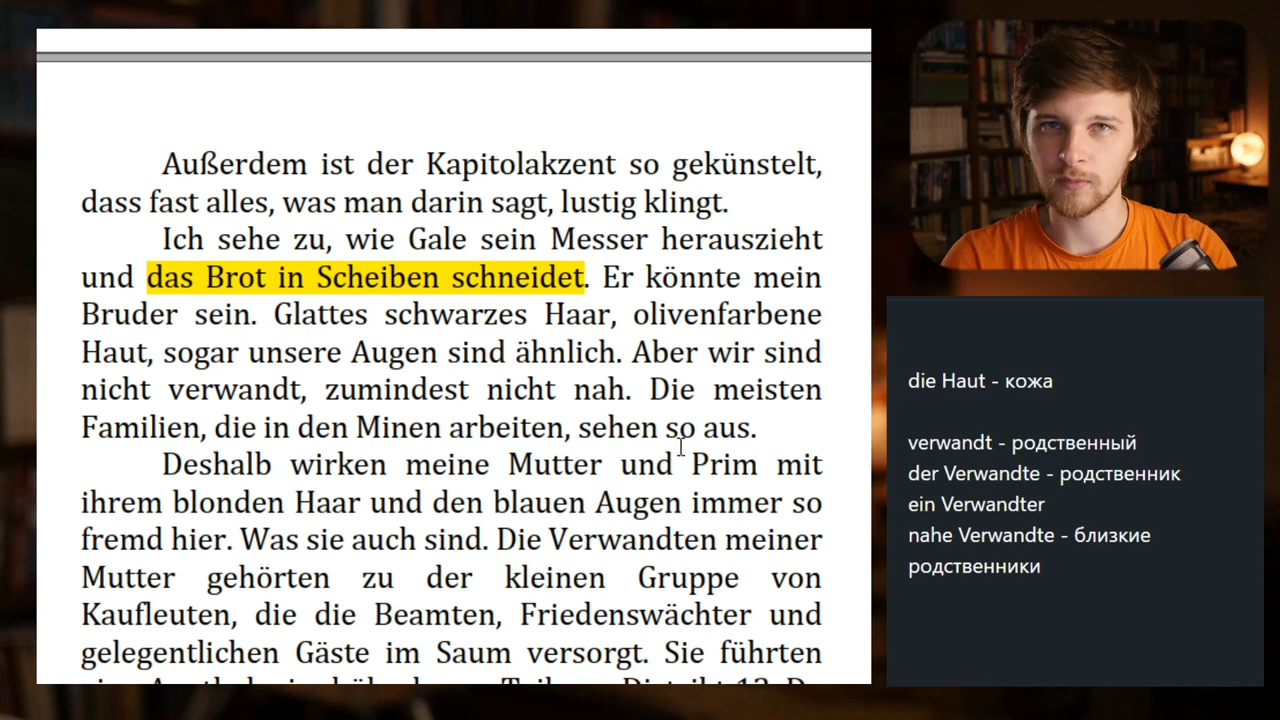 Außerdem ist der Kapitolakzent so gekünstelt,
dass fast alles, was man darin sagt, lustig klingt.
Ich sehe zu, wie Gale sein Messer herauszieht
und das Brot in Scheiben schneidet. Er könnte mein
Bruder sein. Glattes schwarzes Haar, olivenfarbene
Haut, sogar unsere Augen sind ähnlich. Aber wir sind
nicht verwandt, zumindest nicht nah. Die meisten
Familien, die in den Minen arbeiten, sehen so aus.
Deshalb wirken meine Mutter und Prim mit
ihrem blonden Haar und den blauen Augen immer so
fremd hier. Was sie auch sind. Die Verwandten meiner
Mutter gehörten zu der kleinen Gruppe von
Kaufleuten, die die Beamten, Friedenswächter und
gelegentlichen Gäste im Saum versorgt. Sie führten
die Haut - кожа
verwandt - родственный
der Verwandte - родственник
ein Verwandter
nahe Verwandte - близкие
родственники